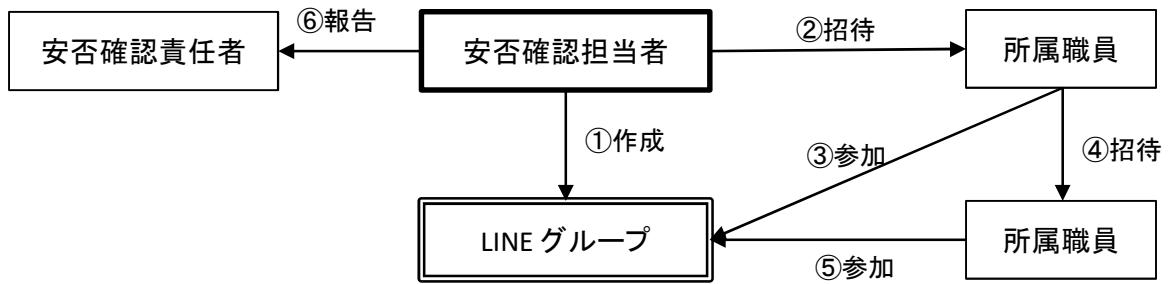 ⑥報告
安否確認責任者
安否確認担当者
②招待
所属職員
①作成
③参加
④招待
LINE グループ
所属職員
⑤参加